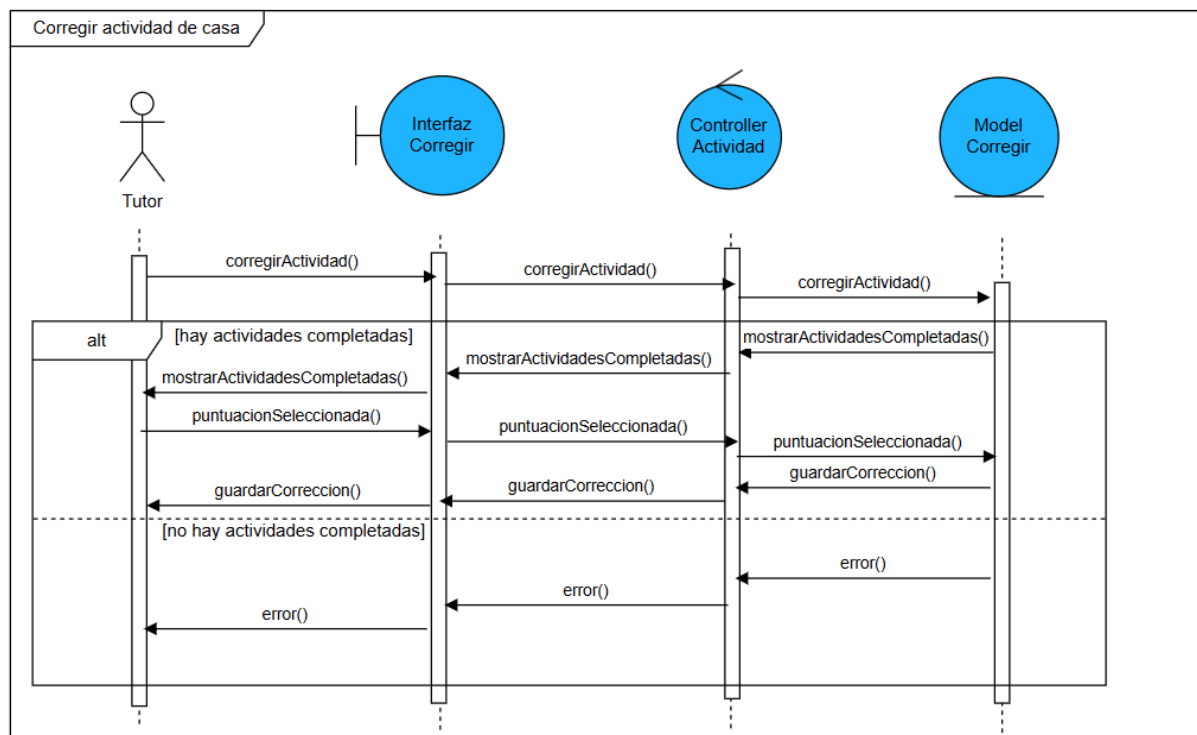 Corregir actividad de casa
Interfaz
Corregir
Controller
Actividad
Model
Corregir
Tutor
corregirActividad()
corregirActividad()
corregirActividad()
alt
[hay actividades completadas]
mostrarActividadesCompletadas()
mostrarActividadesCompletadas()
mostrarActividadesCompletadas()
puntuacionSeleccionada()
puntuacionSeleccionada()
puntuacionSeleccionada()
guardarCorreccion()
guardarCorreccion()
guardarCorreccion()
[no hay actividades completadas]
error()
error()
error()